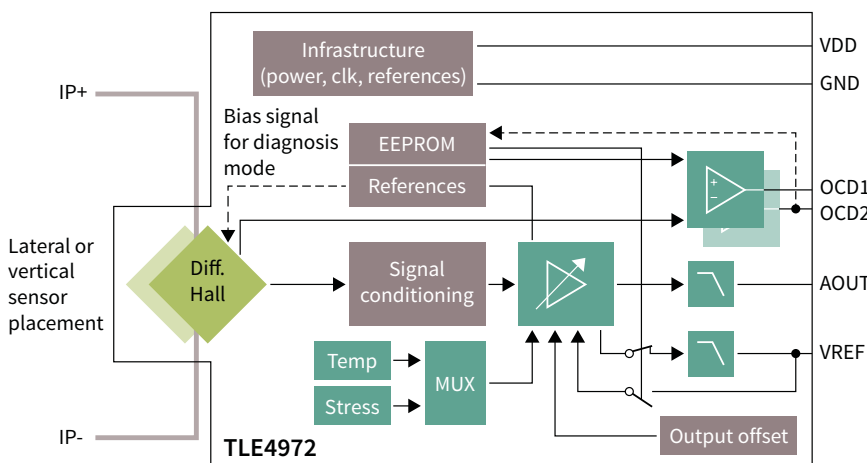 Infrastructure
(power, clk, references)
VDD
GND
IP+
Bias signal
for diagnosis
mode
EEPROM
References
+
−
OCD1
OCD2
Lateral or
vertical
sensor
placement
Diff.
Hall
Signal
conditioning
AOUT
Temp
Stress
MUX
VREF
IP-
TLE4972
Output offset